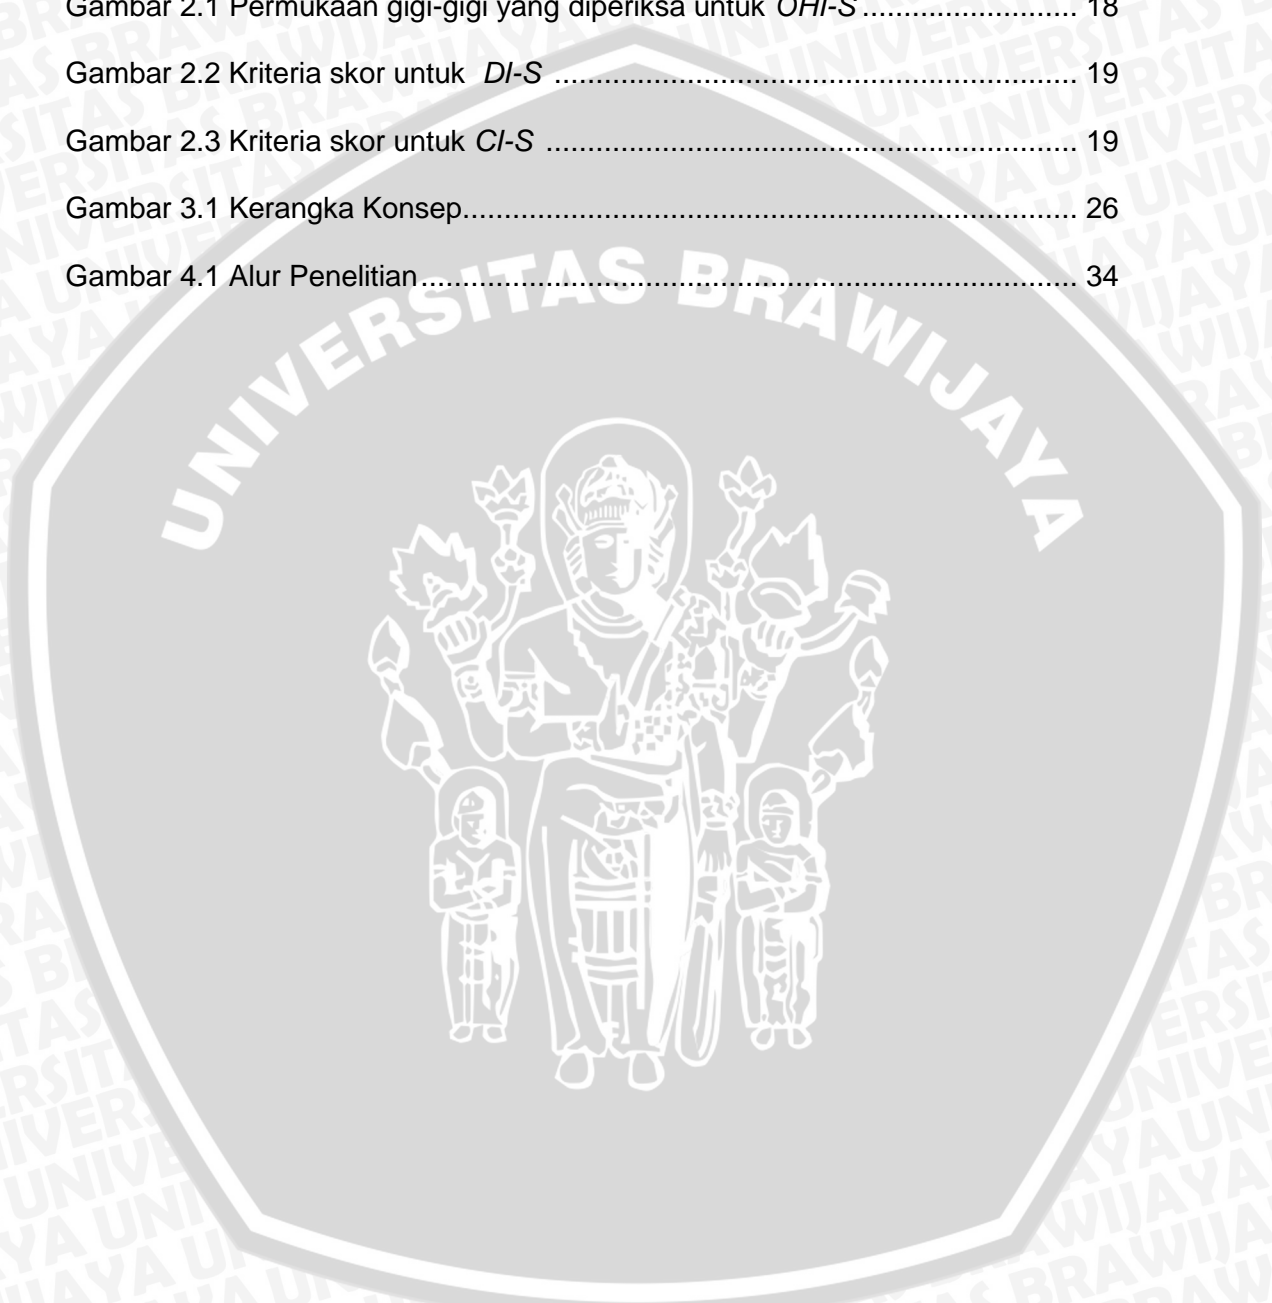 Gambar 2.1 Permukaan gigi-gigi yang diperiksa untuk OHI-S .......................... 18
Gambar 2.2 Kriteria skor untuk DI-S ................................................................ 19
Gambar 2.3 Kriteria skor untuk CI-S ................................................................ 19
Gambar 3.1 Kerangka Konsep.......................................................................... 26
Gambar 4.1 Alur Penelitian ............................................................................... 34
UNIVERSITAS BRAWIJAYA